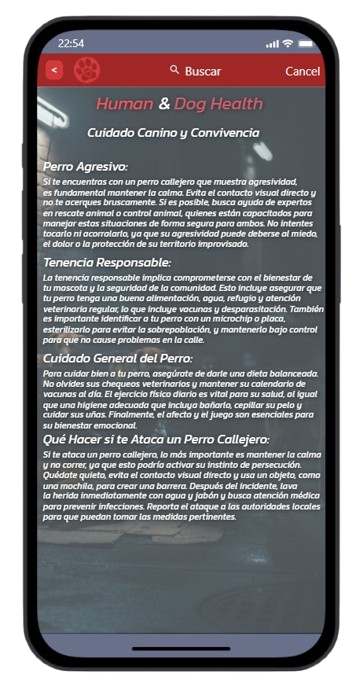 22:54
< Buscar Cancel
Human & Dog Health
Cuidado Canino y Convivencia
Perro Agresivo:
Si te encuentras con un perro callejero que muestra agresividad,
es fundamental mantener la calma. Evita el contacto visual directo y
no te acerques bruscamente. Si es posible, busca ayuda de expertos
en rescate animal o control animal, quienes están capacitados para
manejar estas situaciones de forma segura para ambos. No intentes
tocarlo ni acorralarlo, ya que su agresividad puede deberse al miedo,
el dolor o la protección de su territorio improvisado.
Tenencia Responsable:
La tenencia responsable implica comprometerse con el bienestar de
tu mascota y la seguridad de la comunidad. Esto incluye asegurar que
tu perro tenga una buena alimentación, agua, refugio y atención
veterinaria regular, lo que incluye vacunas y desparasitación. También
es importante identificar a tu perro con un microchip o placa,
esterilizarlo para evitar la sobrepoblación, y mantenerlo bajo control
para que no cause problemas en la calle.
Cuidado General del Perro:
Para cuidar bien a tu perro, asegúrate de darle una dieta balanceada.
No olvides sus chequeos veterinarios y mantener su calendario de
vacunas al día. El ejercicio físico diario es vital para su salud, al igual
que una higiene adecuada que incluya bañarlo, cepillar su pelo y
cuidar sus uñas. Finalmente, el afecto y el juego son esenciales para
su bienestar emocional.
Qué Hacer si te Ataca un Perro Callejero:
Si te ataca un perro callejero, lo más importante es mantener la calma
y no correr, ya que esto podría activar su instinto de persecución.
Quédate quieto, evita el contacto visual directo y usa un objeto, como
una mochila, para crear una barrera. Después del incidente, lava
la herida inmediatamente con agua y jabón y busca atención médica
para prevenir infecciones. Reporta el ataque a las autoridades locales
para que puedan tomar las medidas pertinentes.